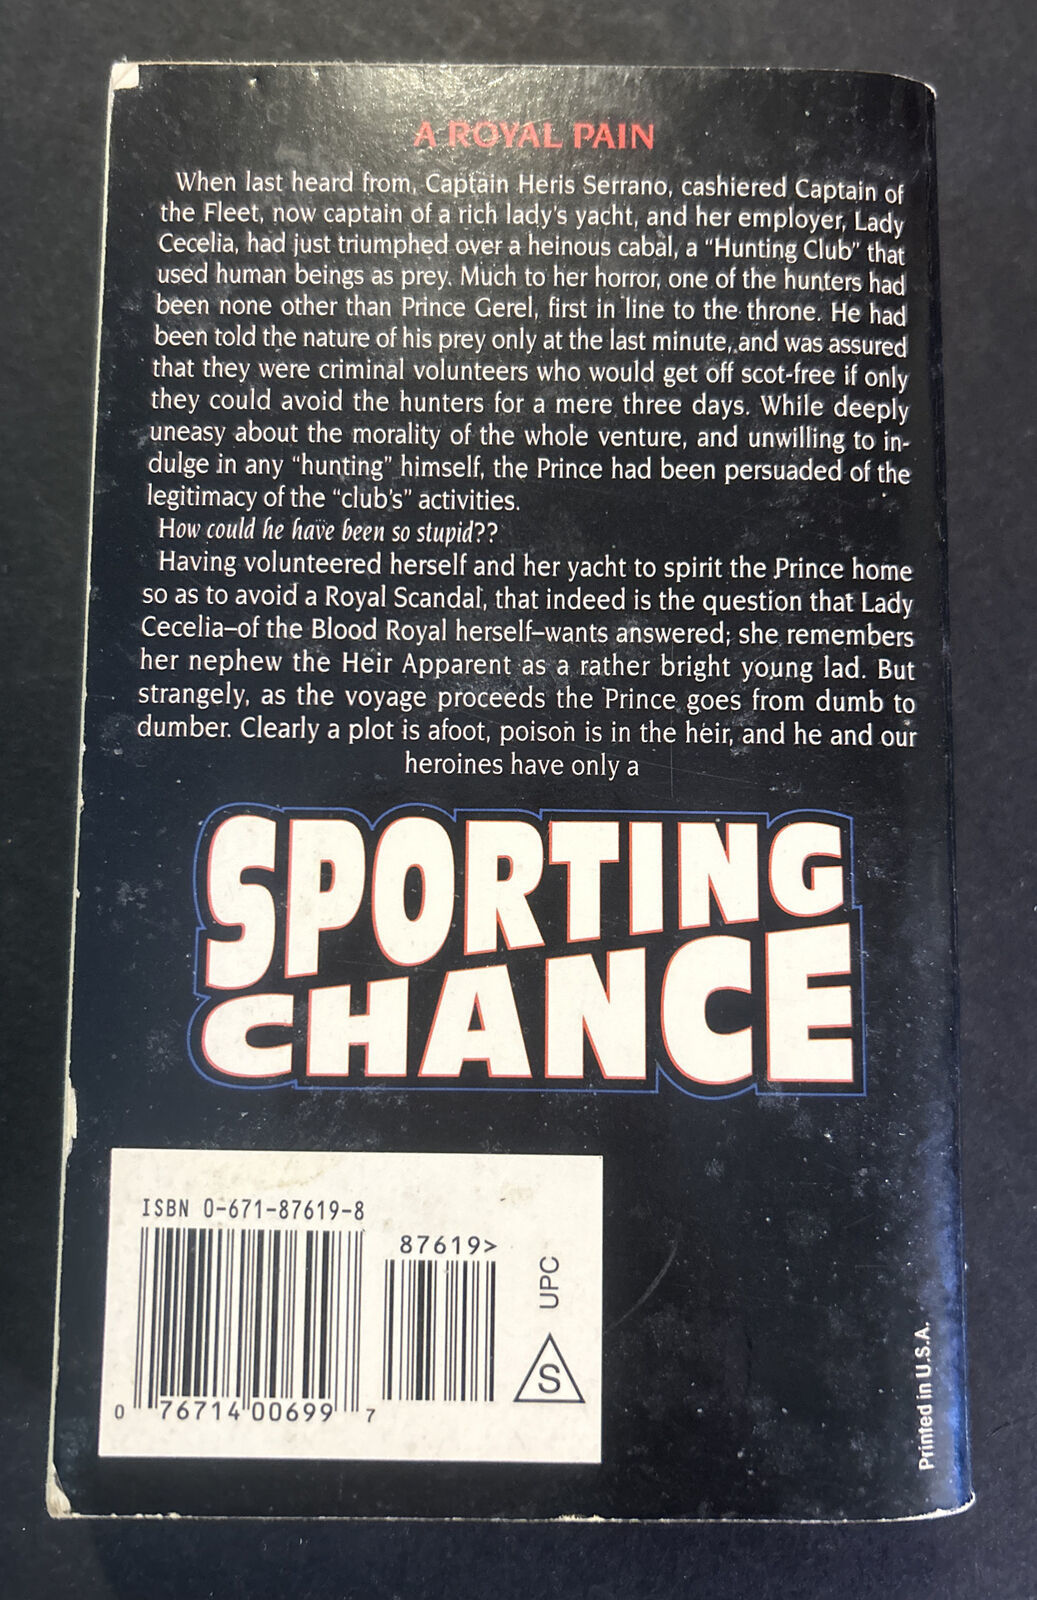 A ROYAL PAIN
When last heard from, Captain Heris Serrano, cashiered Captain of
the Fleet, now captain of a rich lady's yacht, and her employer, Lady
Cecelia, had just triumphed over a heinous cabal, a "Hunting Club" that
used human beings as prey. Much to her horror, one of the hunters had
been none other than Prince Gerel, first in line to the throne. He had
been told the nature of his prey only at the last minute, and was assured
that they were criminal volunteers who would get off scot-free if only
they could avoid the hunters for a mere three days. While deeply
uneasy about the morality of the whole venture, and unwilling to in-
dulge in any "hunting" himself, the Prince had been persuaded of the
legitimacy of the "club's" activities.
How could he have been so stupid??
Having volunteered herself and her yacht to spirit the Prince home
so as to avoid a Royal Scandal, that indeed is the question that Lady
Cecelia–of the Blood Royal herself–wants answered; she remembers
her nephew the Heir Apparent as a rather bright young lad. But
strangely, as the voyage proceeds the Prince goes from dumb to
dumber. Clearly a plot is afoot, poison is in the heir, and he and our
heroines have only a
SPORTING
CHANCE
ISBN 0-671-87619-8
87619>
UPC
S
0 76714 00699 7
Printed in U.S.A.